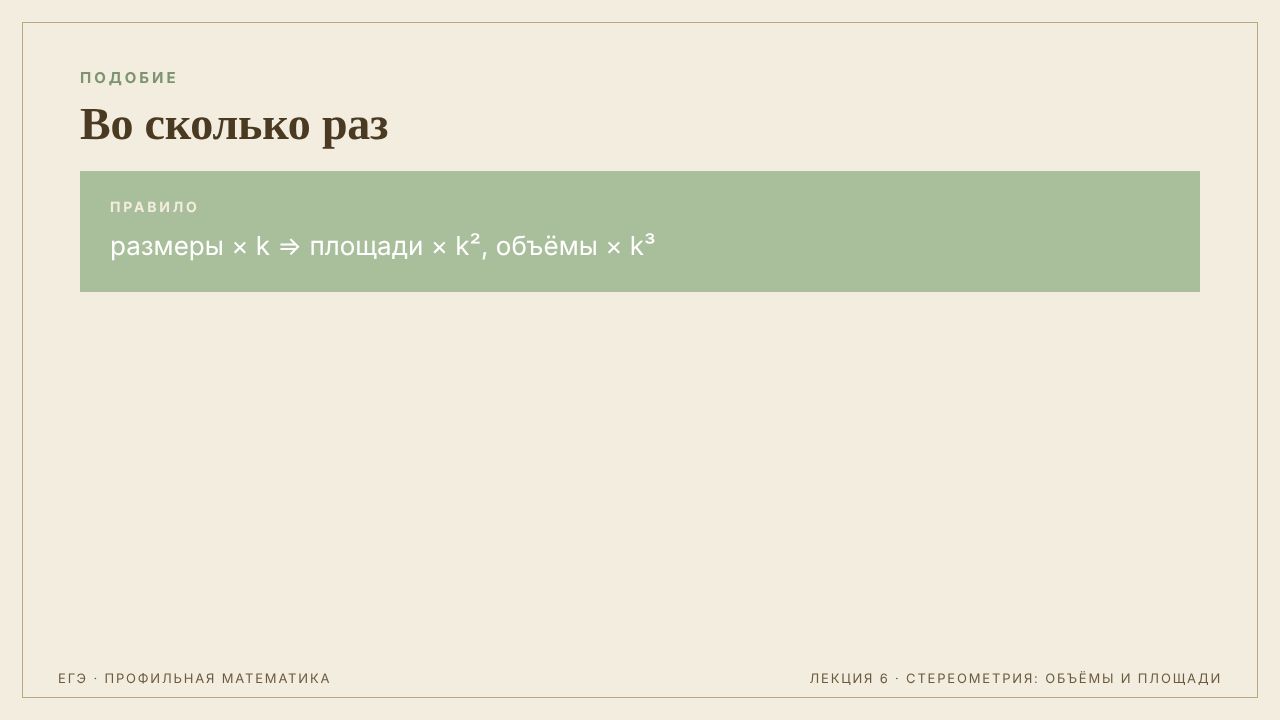 ПОДОБИЕ
Во сколько раз
ПРАВИЛО
размеры × k ⇒ площади × k², объёмы × k³
ЕГЭ · ПРОФИЛЬНАЯ МАТЕМАТИКА
ЛЕКЦИЯ 6 · СТЕРЕОМЕТРИЯ: ОБЪЁМЫ И ПЛОЩАДИ